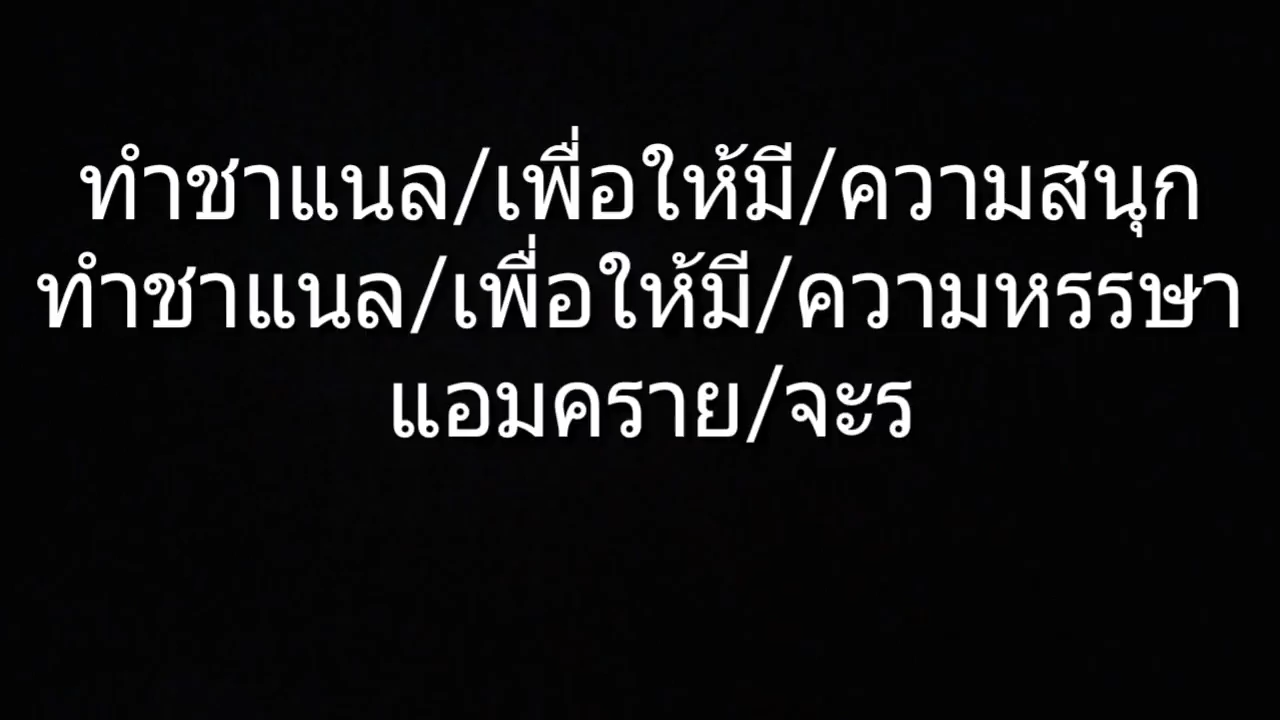 ทำชาแนล/เพื่อให้มี/ความสนุก
ทำชาแนล/เพื่อให้มี/ความหรรษา
แอมคราย/จะร